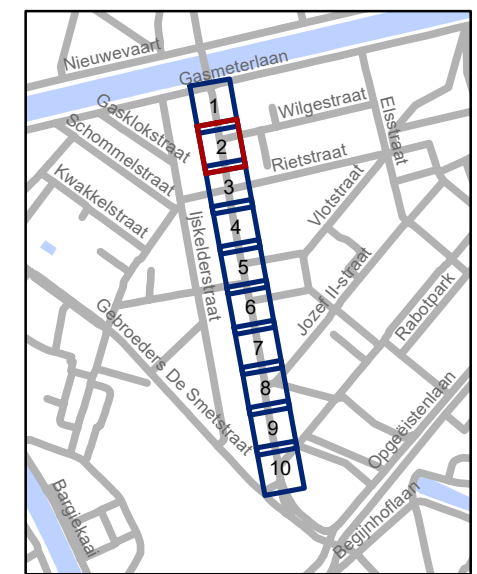 Nieuwevaart
Gasmeterlaan
1
Gasklokstraat
Wilgestraat
Elsstraat
Schommelstraat
2
Rietstraat
Kwakkelstraat
3
Vlotstraat
Ijskelderstraat
4
5
Jozef II-straat
6
Rabotpark
Gebroeders De Smetstraat
7
8
9
Opgeëistenlaan
10
Bargiekaai
Begijnhoflaan